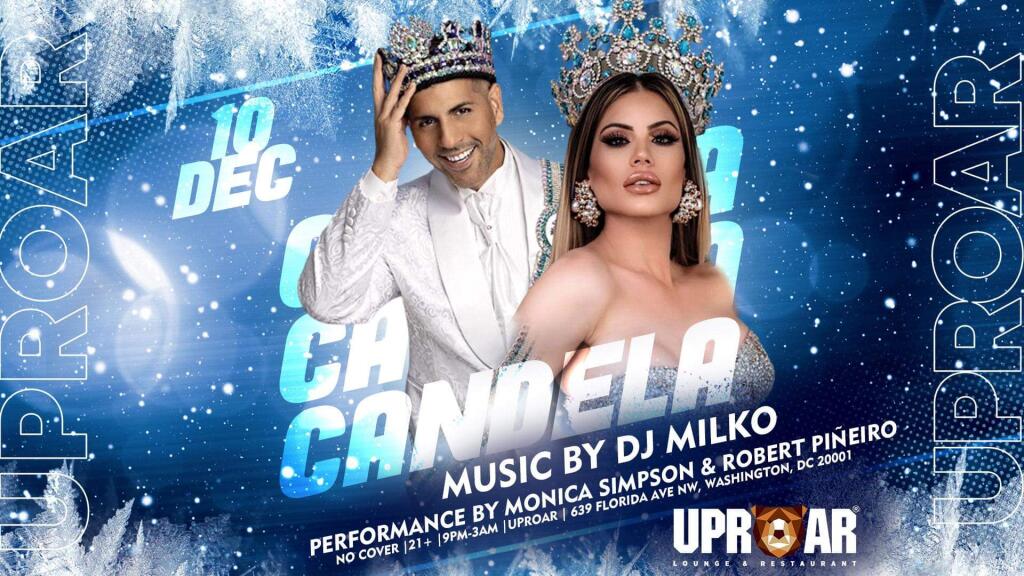 UPROAR
10
DEC
CA
CANDELA
MUSIC BY DJ MILKO
PERFORMANCE BY MONICA SIMPSON & ROBERT PIÑEIRO
NO COVER |21+ |9PM-3AM |UPROAR | 639 FLORIDA AVE NW, WASHINGTON, DC 20001
UPROAR®
LOUNGE & RESTAURANT
UPROAR